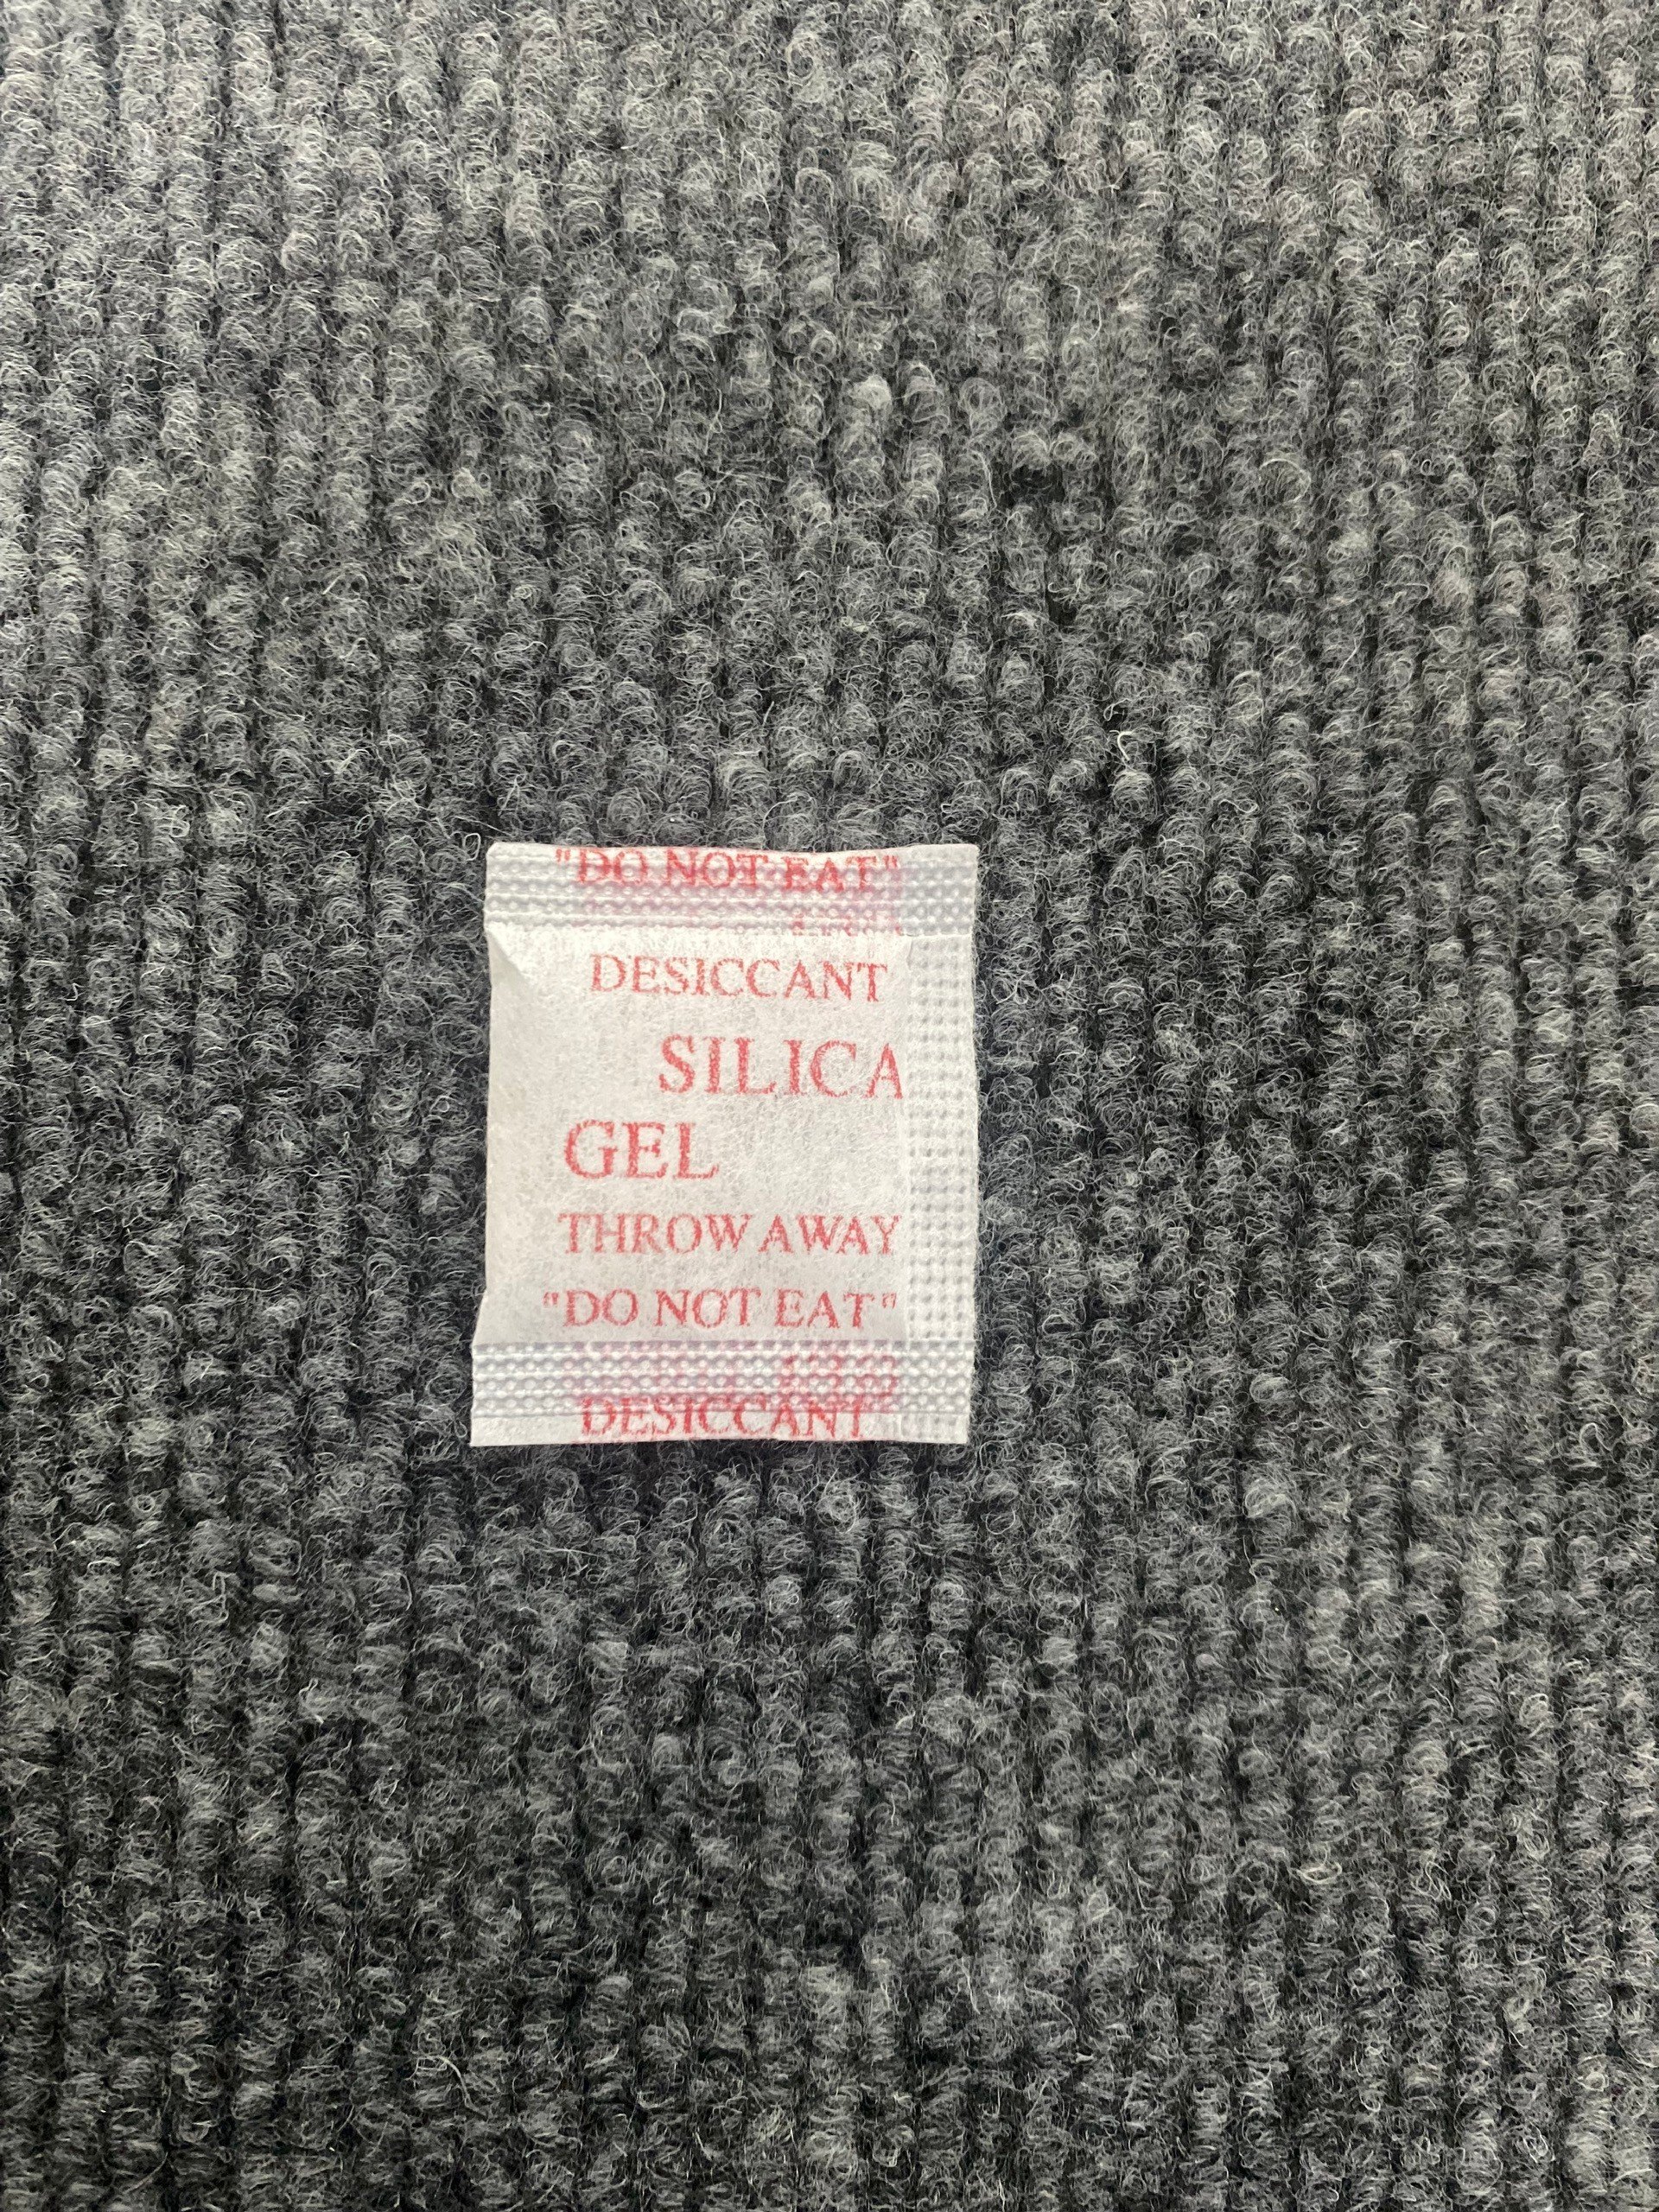 "DO NOT EAT"
DESICCANT
SILICA
GEL
THROW AWAY
"DO NOT EAT"
DESICCANT